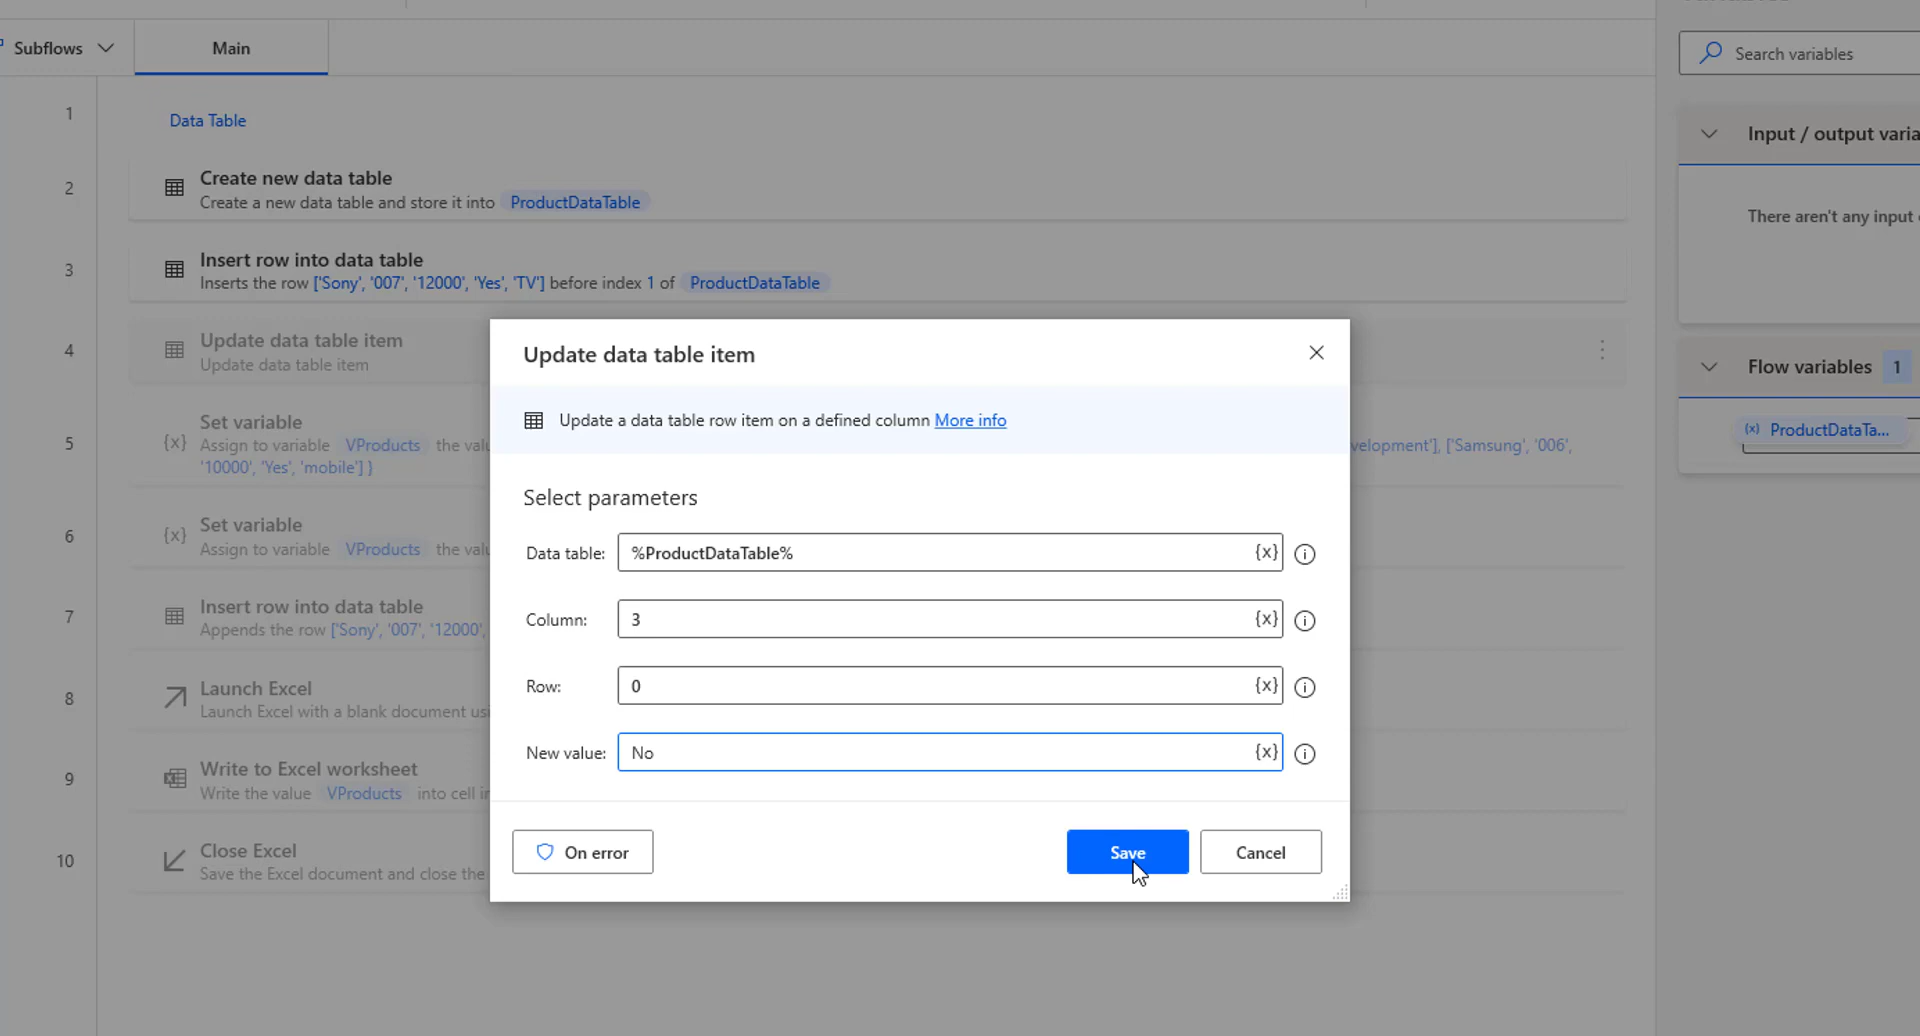 Subflows
Main
Search variables
1
Data Table
Input / output varia
2
Create new data table
Create a new data table and store it into ProductDataTable
There aren't any input
3
Insert row into data table
Inserts the row ['Sony', '007', '12000', 'Yes', 'TV'] before index 1 of ProductDataTable
4
Update data table item
Update data table item
Update data table item
Flow variables 1
Update a data table row item on a defined column More info
{x} ProductDataTa...
5
Set variable
Assign to variable VProducts the valu
velopment'], ['Samsung', '006',
'10000', 'Yes', 'mobile'] }
Select parameters
6
Set variable
Assign to variable VProducts the valu
Data table: %ProductDataTable% {x}
7
Insert row into data table
Appends the row ['Sony', '007', '12000',
Column: 3 {x}
8
Launch Excel
Launch Excel with a blank document usi
Row: 0 {x}
9
Write to Excel worksheet
Write the value VProducts into cell in
New value: No {x}
10
Close Excel
Save the Excel document and close the
On error
Save
Cancel